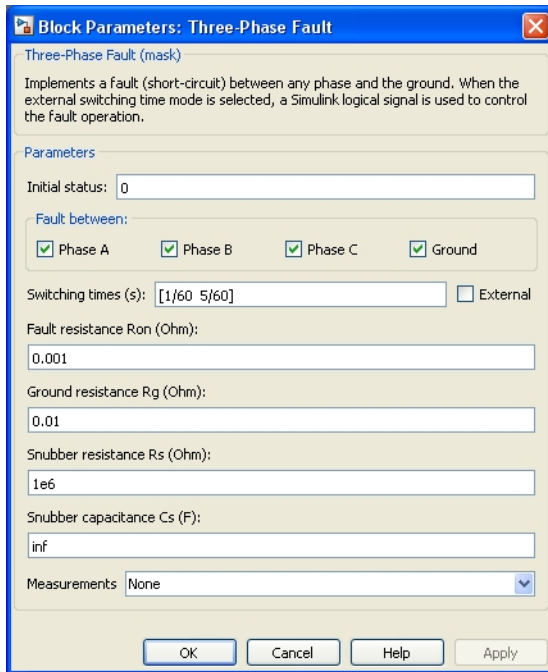 Block Parameters: Three-Phase Fault
Three-Phase Fault (mask)
Implements a fault (short-circuit) between any phase and the ground. When the
external switching time mode is selected, a Simulink logical signal is used to control
the fault operation.
Parameters
Initial status: 0
Fault between:
Phase A Phase B Phase C Ground
Switching times (s): [1/60 5/60] External
Fault resistance Ron (Ohm):
0.001
Ground resistance Rg (Ohm):
0.01
Snubber resistance Rs (Ohm):
1e6
Snubber capacitance Cs (F):
inf
Measurements None
OK Cancel Help Apply